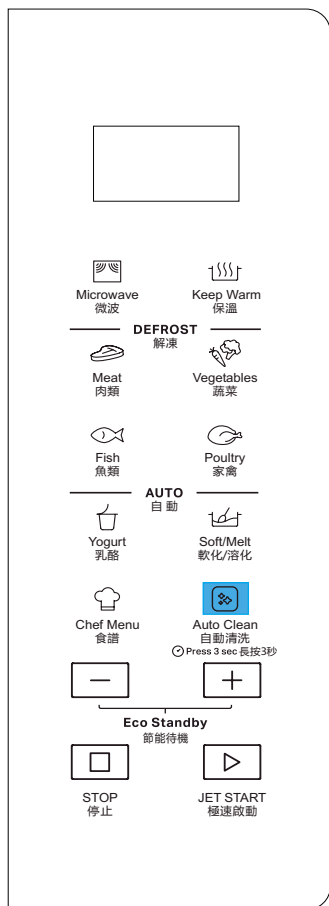 Microwave
微波
Keep Warm
保溫
DEFROST
解凍
Meat
肉類
Vegetables
蔬菜
Fish
魚類
Poultry
家禽
AUTO
自動
Yogurt
乳酪
Soft/Melt
軟化/溶化
Chef Menu
食譜
Auto Clean
自動清洗
Press 3 sec 長按3秒
Eco Standby
節能待機
STOP
停止
JET START
極速啟動